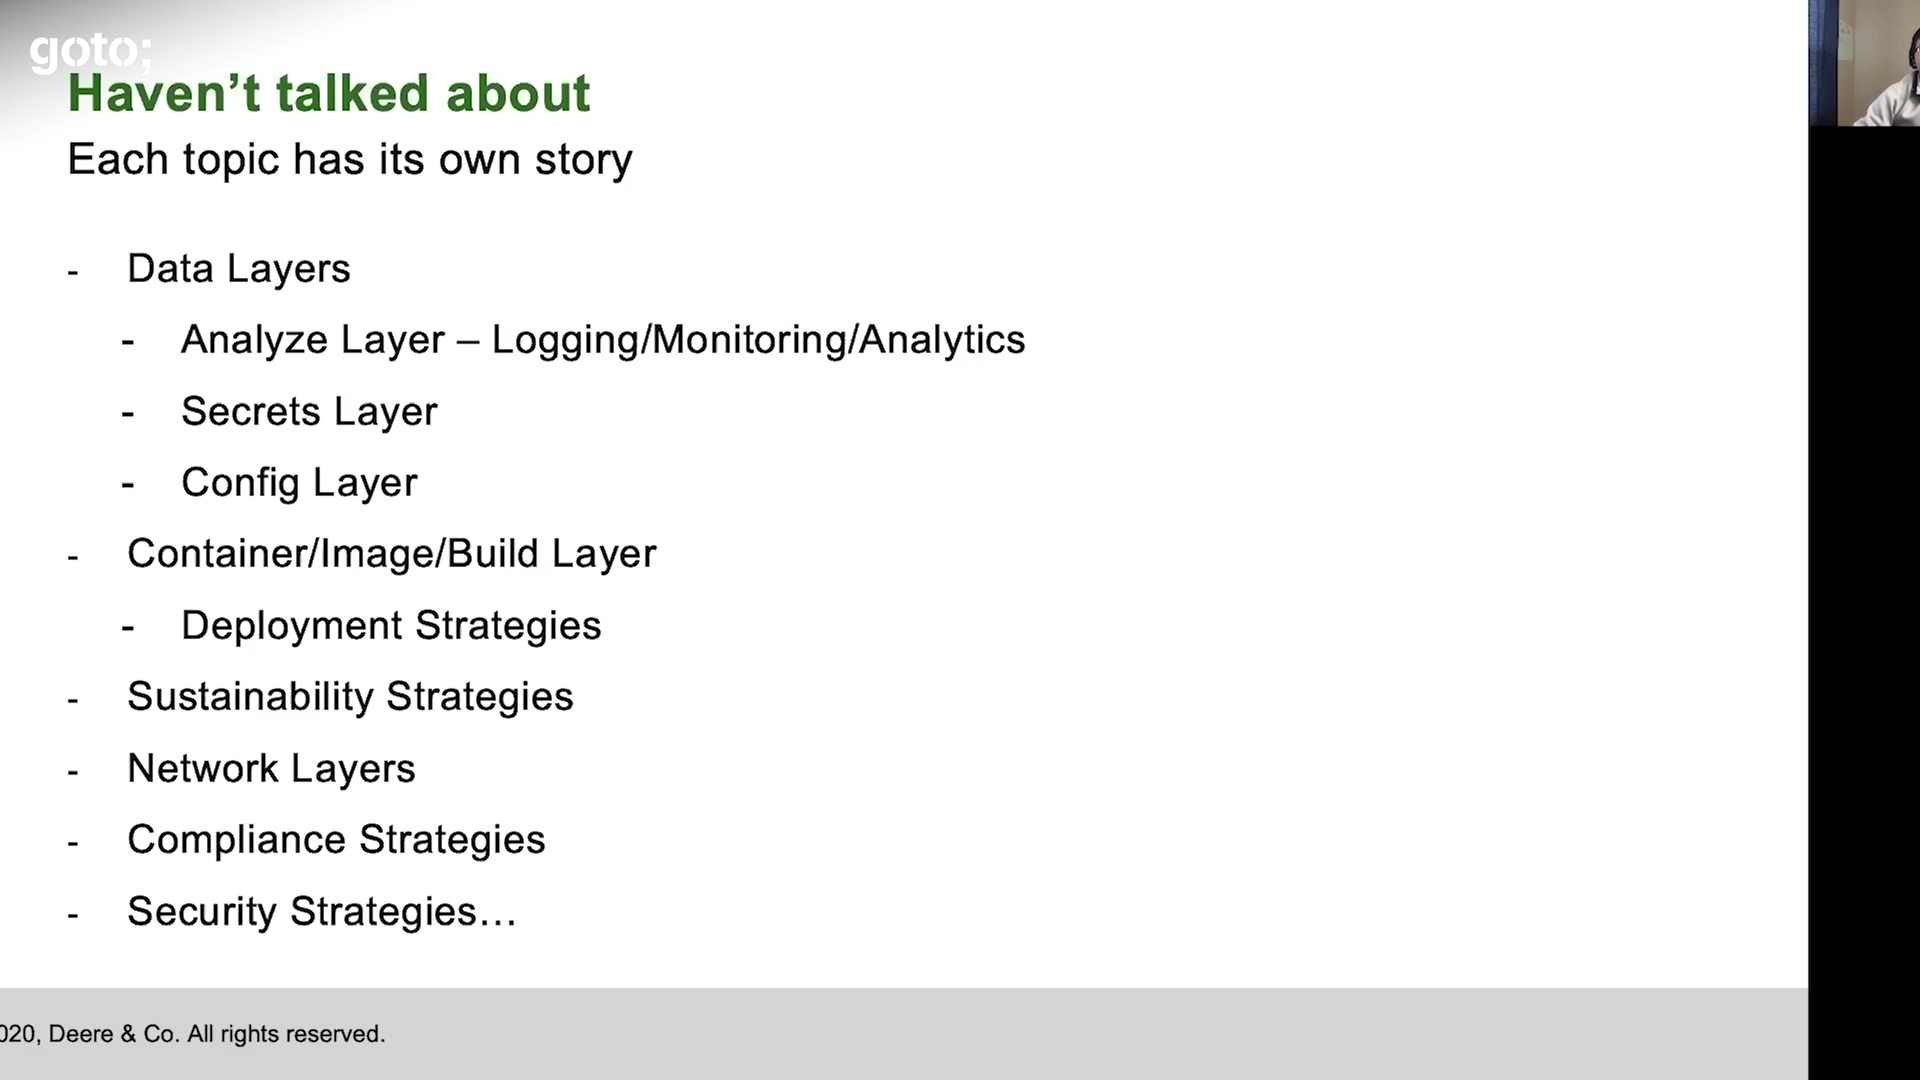 goto;
Haven’t talked about
Each topic has its own story
- Data Layers
- Analyze Layer – Logging/Monitoring/Analytics
- Secrets Layer
- Config Layer
- Container/Image/Build Layer
- Deployment Strategies
- Sustainability Strategies
- Network Layers
- Compliance Strategies
- Security Strategies…
020, Deere & Co. All rights reserved.